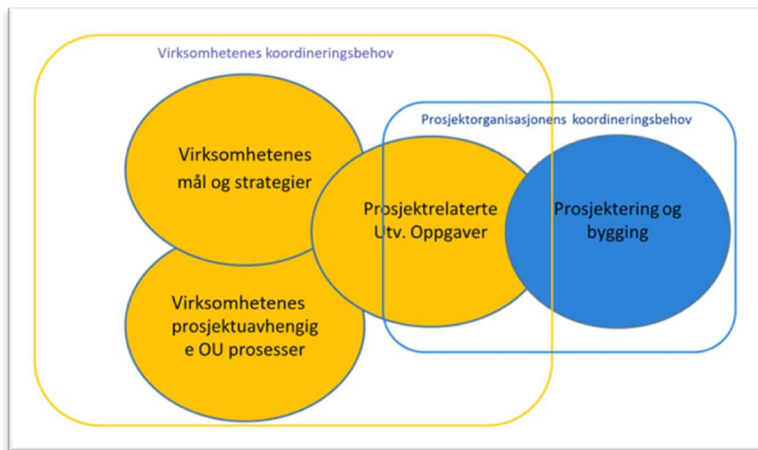 Virksomhetenes koordineringsbehov
Prosjektorganisasjonens koordineringsbehov
Virksomhetenes
mål og strategier
Prosjektrelaterte
Utv. Oppgaver
Prosjektering og
bygging
Virksomhetenes
prosjektuavhengig
e OU prosesser